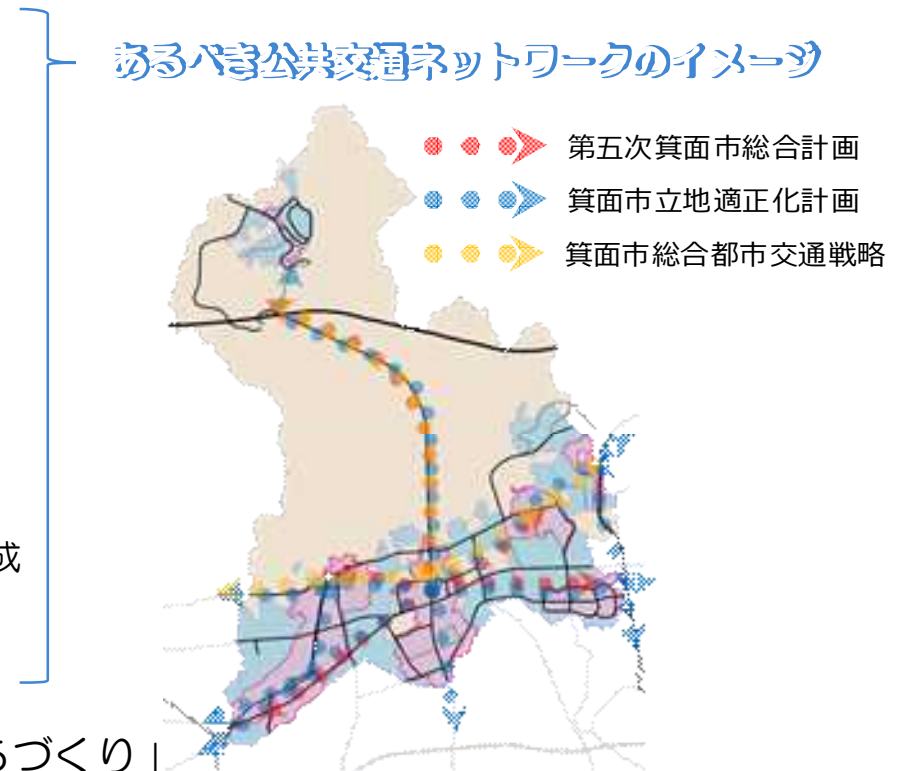 あるべき公共交通ネットワークのイメージ
第五次箕面市総合計画
箕面市立地適正化計画
箕面市総合都市交通戦略
成
づくり」